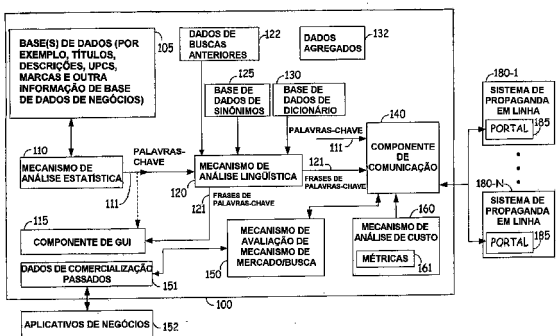 BASE(S) DE DADOS (POR
EXEMPLO, TÍTULOS,
DESCRIÇÕES, UPCS,
MARCAS E OUTRA
INFORMAÇÃO DE BASE
DE DADOS DE NEGÓCIOS)
105
DADOS DE
BUSCAS
ANTERIORES
122
DADOS
AGREGADOS
132
125
BASE DE
DADOS DE
SINÔNIMOS
130
BASE DE
DADOS DE
DICIONÁRIO
110
MECANISMO DE
ANÁLISE ESTATÍSTICA
PALAVRAS-
CHAVE
111
MECANISMO DE
ANÁLISE LINGÜÍSTICA
120
PALAVRAS-CHAVE
111
121
FRASES DE
PALAVRAS-CHAVE
140
COMPONENTE
DE
COMUNICAÇÃO
180-1
SISTEMA DE
PROPAGANDA
EM LINHA
185
PORTAL
180-N
SISTEMA DE
PROPAGANDA
EM LINHA
PORTAL
185
121
FRASES DE
PALAVRAS-CHAVE
115
COMPONENTE
DE GUI
MECANISMO DE
AVALIAÇÃO DE
MECANISMO DE
MERCADO/BUSCA
150
160
MECANISMO DE
ANÁLISE DE CUSTO
MÉTRICAS
161
DADOS DE COMERCIALIZAÇÃO
PASSADOS
151
100
APLICATIVOS DE NEGÓCIOS
152